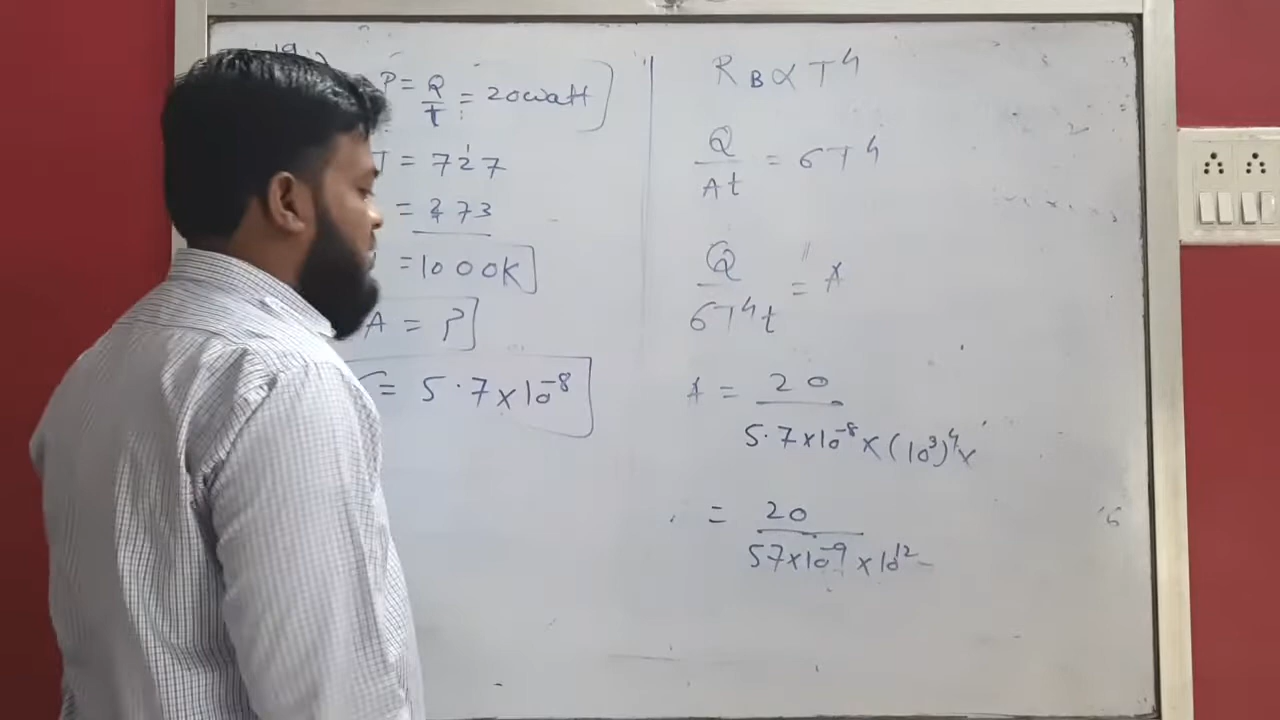 19
P = Q/t = 20watt
T = 727
= 273
= 1000K
A = ?
σ = 5.7×10⁻⁸
R_B ∝ T⁴
Q/At = σT⁴
Q/σT⁴t = A
A = 20/5.7×10⁻⁸×(10³)⁴×
= 20/57×10⁻⁹×10¹²